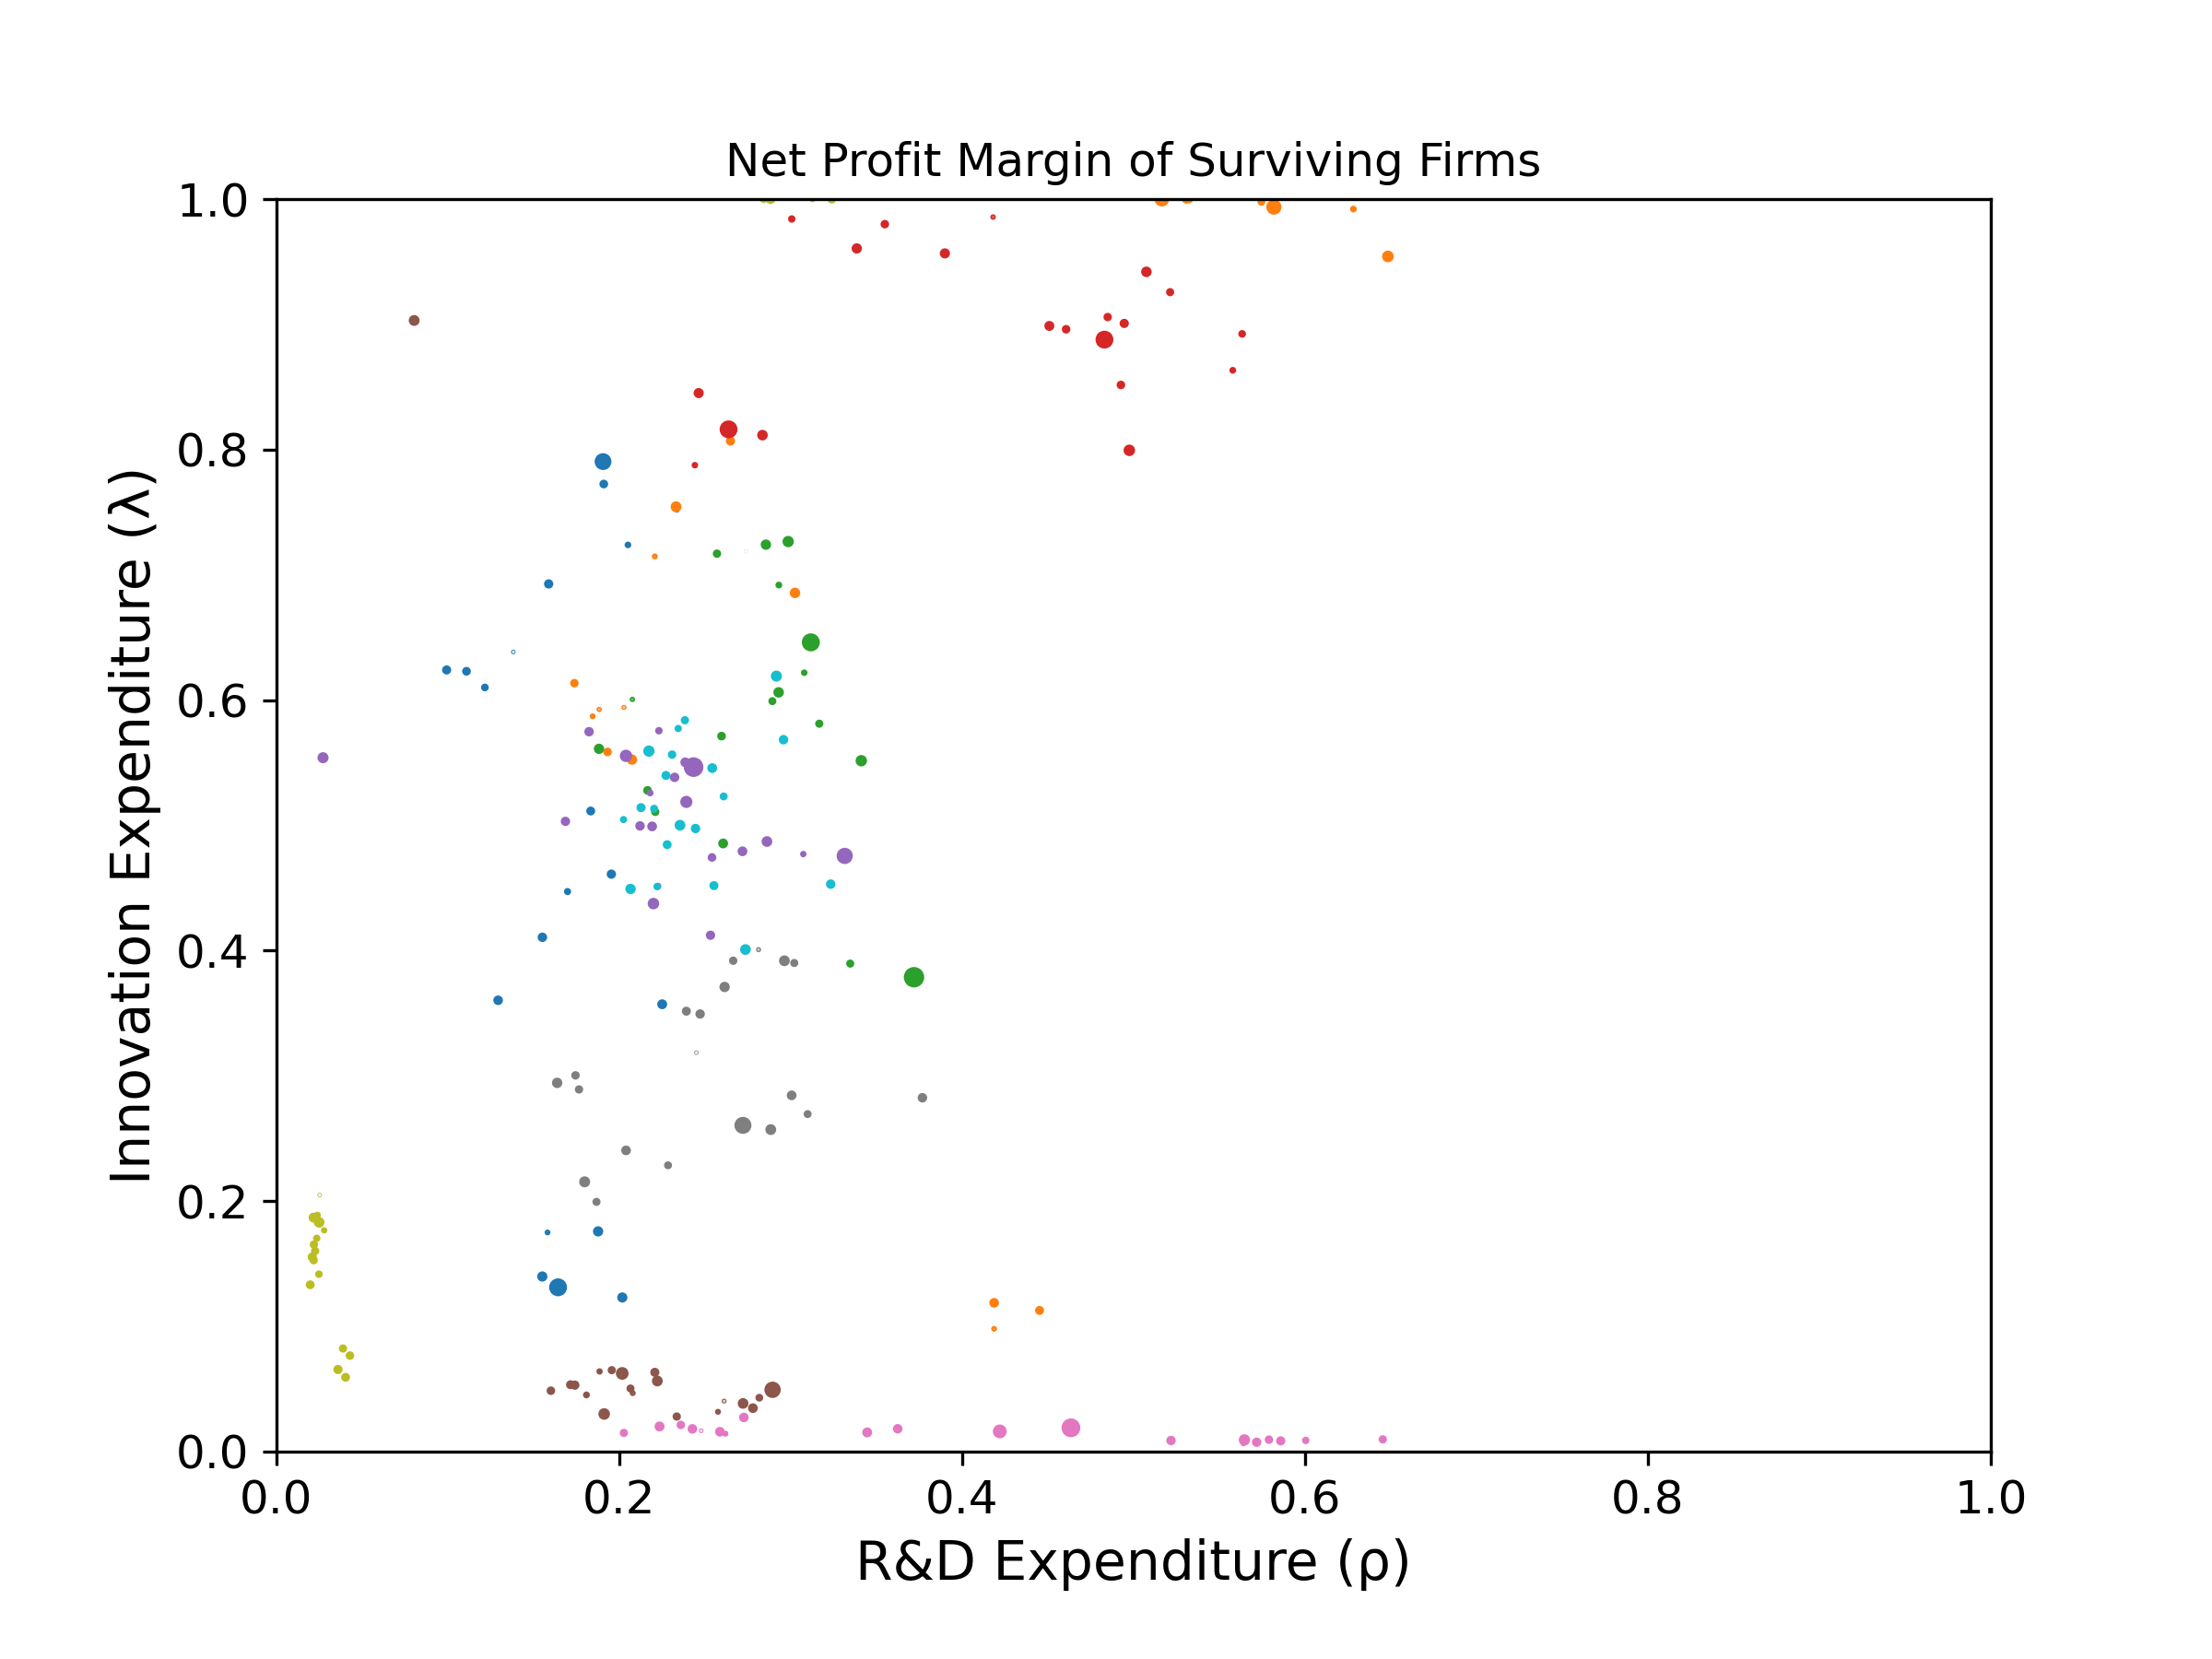 Net Profit Margin of Surviving Firms
1.0
0.8
0.6
0.4
0.2
0.0
Innovation Expenditure (λ)
0.0 0.2 0.4 0.6 0.8 1.0
R&D Expenditure (ρ)